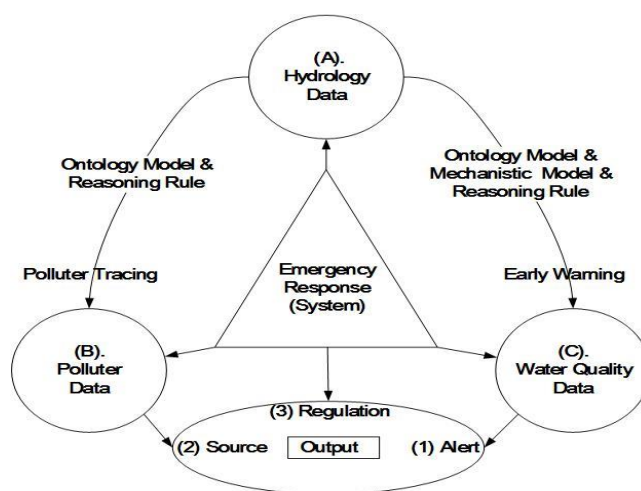 (A).
Hydrology
Data
Ontology Model &
Reasoning Rule
Ontology Model &
Mechanistic Model &
Reasoning Rule
Polluter Tracing
Emergency
Response
(System)
Early Warning
(B).
Polluter
Data
(C).
Water Quality
Data
(3) Regulation
(2) Source
Output
(1) Alert